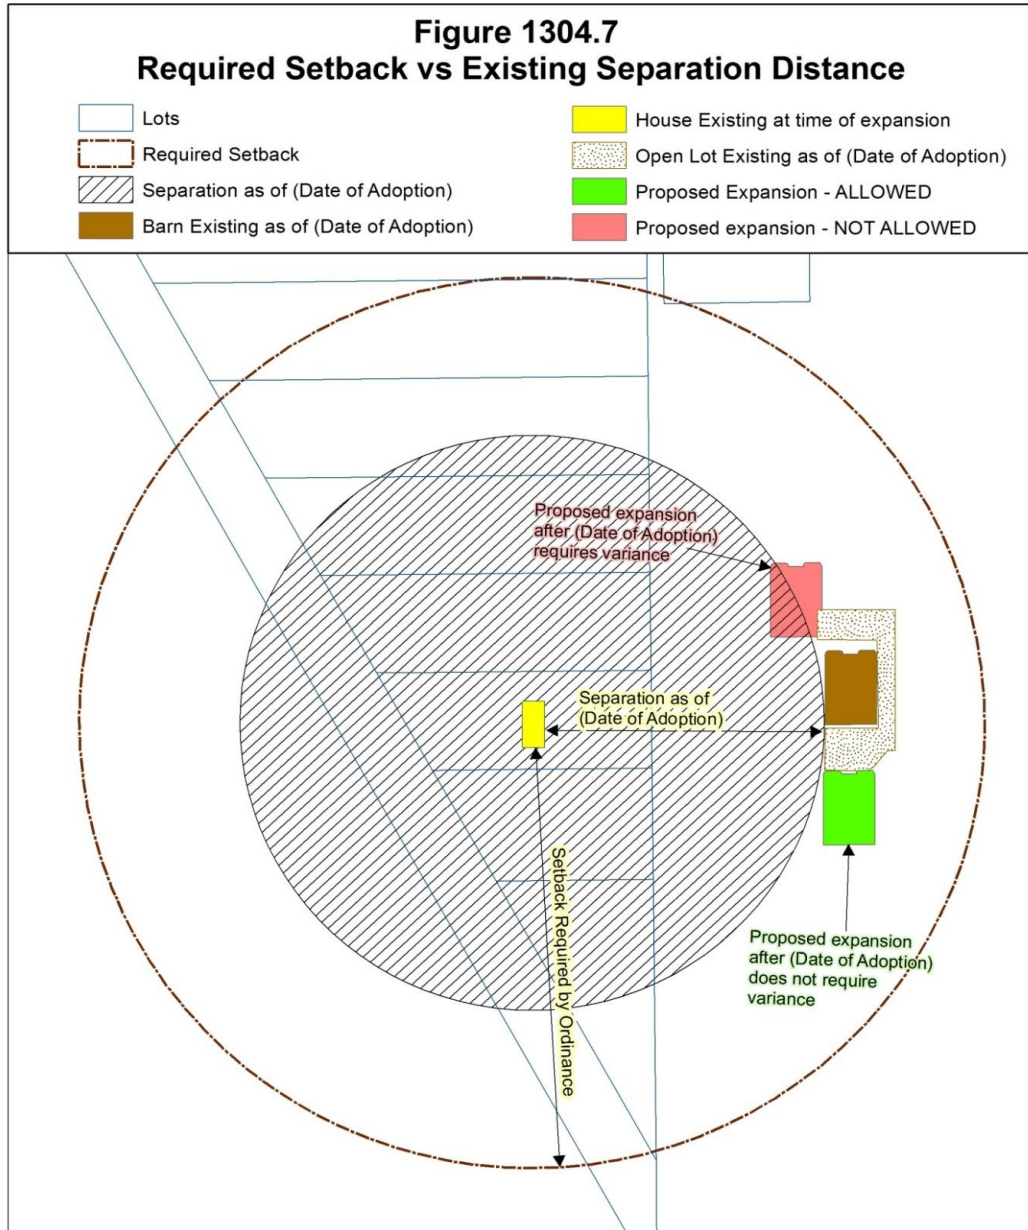 Figure 1304.7
Required Setback vs Existing Separation Distance
Lots
Required Setback
Separation as of (Date of Adoption)
Barn Existing as of (Date of Adoption)
House Existing at time of expansion
Open Lot Existing as of (Date of Adoption)
Proposed Expansion - ALLOWED
Proposed expansion - NOT ALLOWED
Proposed expansion
after (Date of Adoption)
requires variance
Separation as of
(Date of Adoption)
Setback Required by Ordinance
Proposed expansion
after (Date of Adoption)
does not require
variance